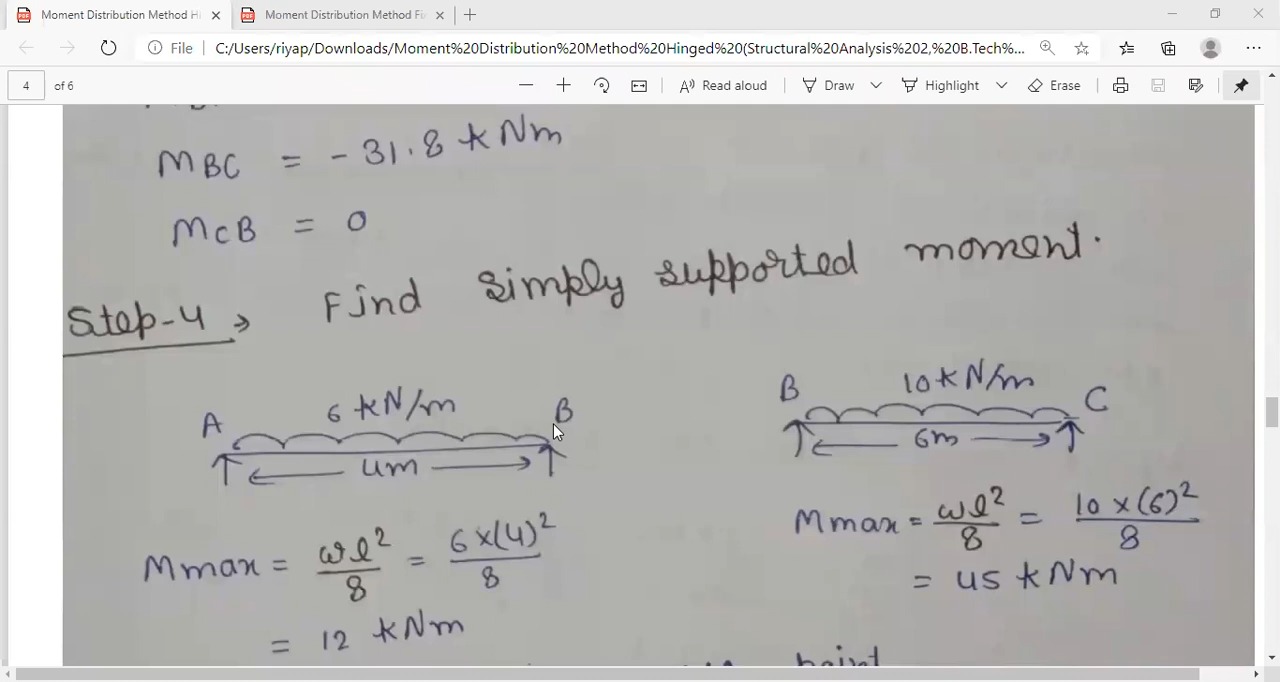 Moment Distribution Method Hi
Moment Distribution Method Fi
File
C:/Users/riyap/Downloads/Moment%20Distribution%20Method%20Hinged%20(Structural%20Analysis%202,%20B.Tech%...
4 of 6
Read aloud
Draw
Highlight
Erase
MBC = - 31.8 kNm
MCB = 0
Step-4 → Find simply supported moment.
A 6 kN/m B
4m
B 10 kN/m C
6m
Mmax = ωl²/8 = 6×(4)²/8
= 12 kNm
Mmax = ωl²/8 = 10×(6)²/8
= 45 kNm